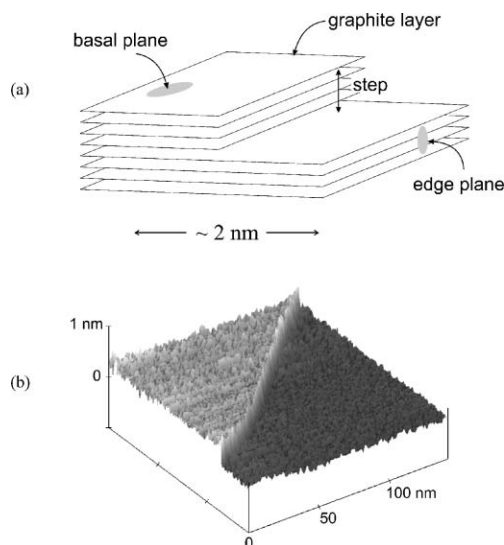 graphite layer
basal plane
(a)
step
edge plane
~ 2 nm
1 nm
0
(b)
100 nm
50
0